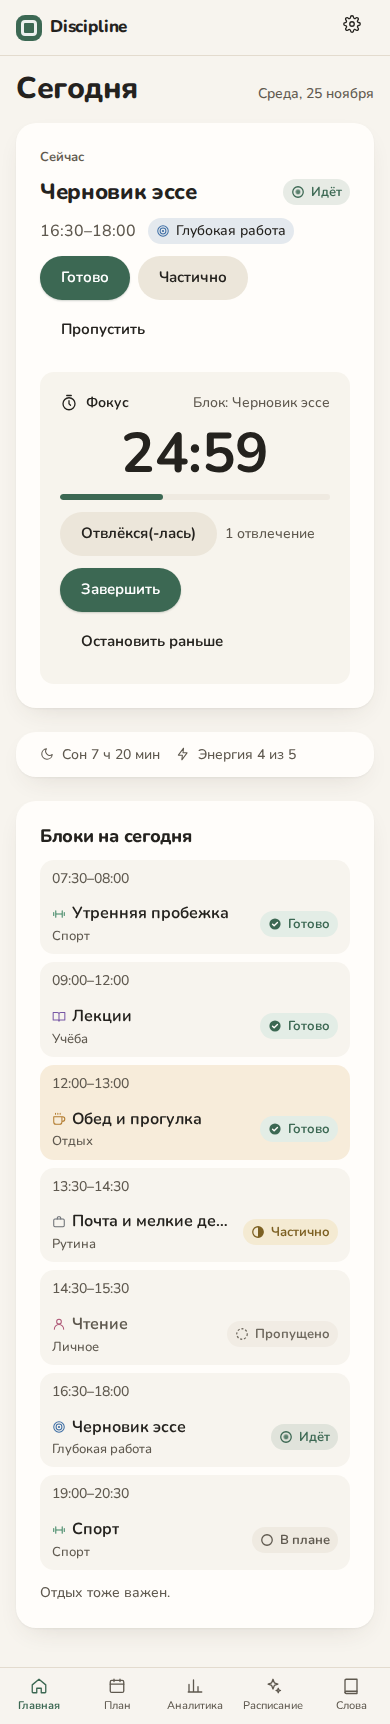 Discipline
Сегодня
Среда, 25 ноября
Сейчас
Черновик эссе
Идёт
16:30–18:00
Глубокая работа
Готово
Частично
Пропустить
Фокус
Блок: Черновик эссе
24:59
Отвлёкся(-лась)
1 отвлечение
Завершить
Остановить раньше
Сон 7 ч 20 мин
Энергия 4 из 5
Блоки на сегодня
07:30–08:00
Утренняя пробежка
Спорт
Готово
09:00–12:00
Лекции
Учёба
Готово
12:00–13:00
Обед и прогулка
Отдых
Готово
13:30–14:30
Почта и мелкие де...
Рутина
Частично
14:30–15:30
Чтение
Личное
Пропущено
16:30–18:00
Черновик эссе
Глубокая работа
Идёт
19:00–20:30
Спорт
Спорт
В плане
Отдых тоже важен.
Главная
План
Аналитика
Расписание
Слова